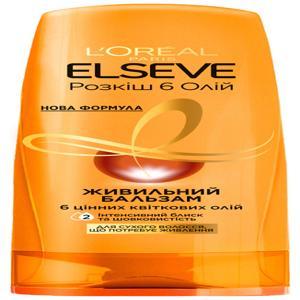 L'ORÉAL
PARIS
ELSEVE
Розкіш 6 Олій
НОВА ФОРМУЛА
ЖИВИЛЬНИЙ
БАЛЬЗАМ
6 ЦІННИХ КВІТКОВИХ ОЛІЙ
2 Інтенсивний блиск
та шовковистість
ДЛЯ СУХОГО ВОЛОССЯ,
ЩО ПОТРЕБУЄ ЖИВЛЕННЯ